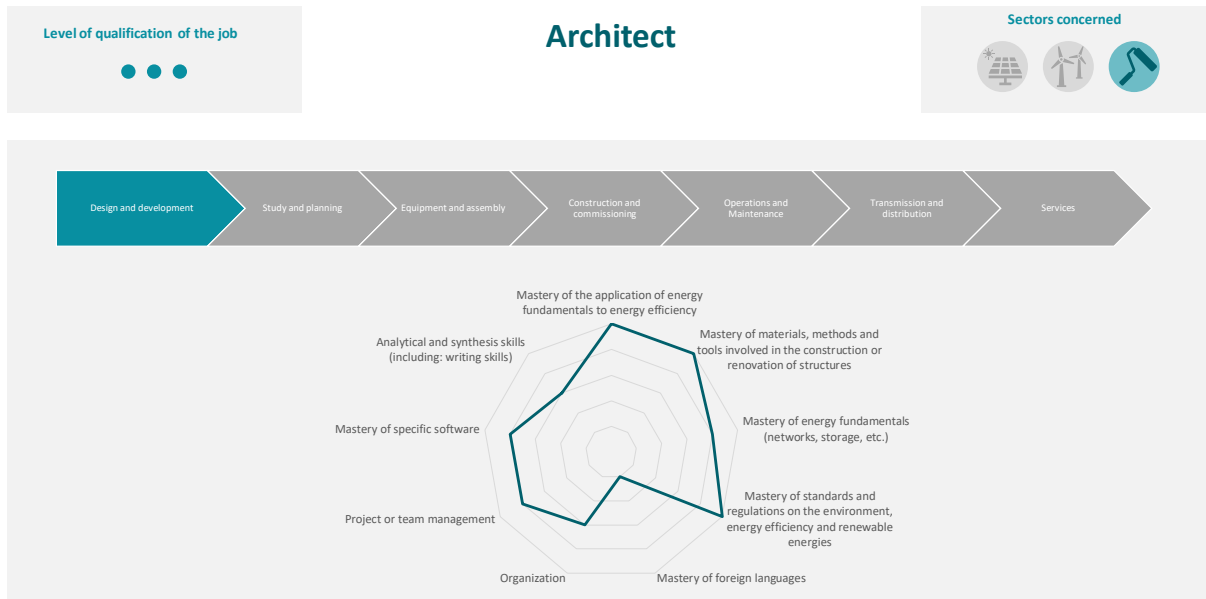 Level of qualification of the job
Architect
Sectors concerned
Design and development
Study and planning
Equipment and assembly
Construction and
commissioning
Operations and
Maintenance
Transmission and
distribution
Services
Mastery of the application of energy
fundamentals to energy efficiency
Mastery of materials, methods and
tools involved in the construction or
renovation of structures
Mastery of energy fundamentals
(networks, storage, etc.)
Mastery of standards and
regulations on the environment,
energy efficiency and renewable
energies
Mastery of foreign languages
Organization
Project or team management
Mastery of specific software
Analytical and synthesis skills
(including: writing skills)